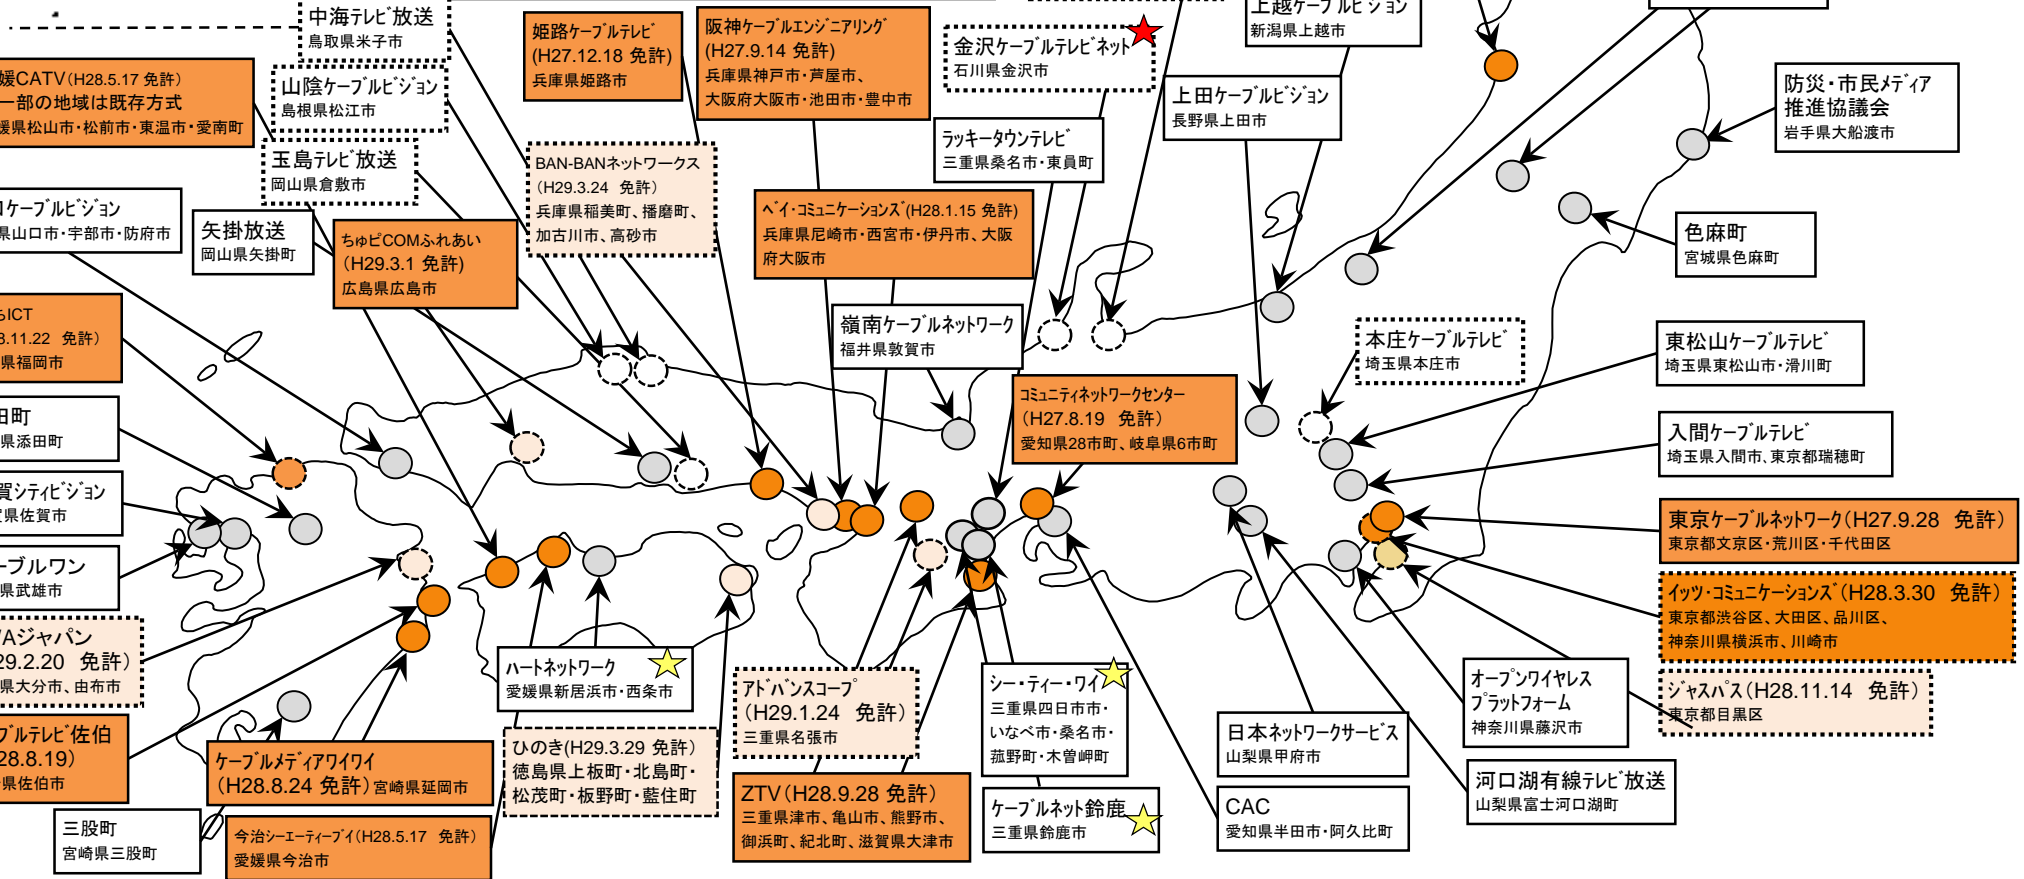 中海テレビ放送
鳥取県米子市
姫路ケーブルテレビ
(H27.12.18 免許)
兵庫県姫路市
阪神ケーブルエンジニアリング
(H27.9.14 免許)
兵庫県神戸市・芦屋市、
大阪府大阪市・池田市・豊中市
金沢ケーブルテレビネット
石川県金沢市
上越ケーブルビジョン
新潟県上越市
媛CATV(H28.5.17 免許)
一部の地域は既存方式
媛県松山市・松前市・東温市・愛南町
山陰ケーブルビジョン
島根県松江市
上田ケーブルビジョン
長野県上田市
防災・市民メディア
推進協議会
岩手県大船渡市
玉島テレビ放送
岡山県倉敷市
BAN-BANネットワークス
(H29.3.24 免許)
兵庫県稲美町、播磨町、
加古川市、高砂市
ラッキータウンテレビ
三重県桑名市・東員町
ケーブルビジョン
県山口市・宇部市・防府市
矢掛放送
岡山県矢掛町
ちゅピCOMふれあい
(H29.3.1 免許)
広島県広島市
ベイ・コミュニケーションズ(H28.1.15 免許)
兵庫県尼崎市・西宮市・伊丹市、大阪
府大阪市
色麻町
宮城県色麻町
ICT
.11.22 免許)
県福岡市
嶺南ケーブルネットワーク
福井県敦賀市
本庄ケーブルテレビ
埼玉県本庄市
東松山ケーブルテレビ
埼玉県東松山市・滑川町
田町
県添田町
コミュニティネットワークセンター
(H27.8.19 免許)
愛知県28市町、岐阜県6市町
入間ケーブルテレビ
埼玉県入間市、東京都瑞穂町
賀シティビジョン
県佐賀市
東京ケーブルネットワーク(H27.9.28 免許)
東京都文京区・荒川区・千代田区
ーブルワン
県武雄市
イッツ・コミュニケーションズ(H28.3.30 免許)
東京都渋谷区、大田区、品川区、
神奈川県横浜市、川崎市
Aジャパン
29.2.20 免許)
県大分市、由布市
ハートネットワーク
愛媛県新居浜市・西条市
アドバンスコープ
(H29.1.24 免許)
三重県名張市
シー・ティー・ワイ
三重県四日市市・
いなべ市・桑名市・
菰野町・木曽岬町
オープンワイヤレス
プラットフォーム
神奈川県藤沢市
ジャスパス(H28.11.14 免許)
東京都目黒区
ブルテレビ佐伯
28.8.19)
県佐伯市
ケーブルメディアワイワイ
(H28.8.24 免許)宮崎県延岡市
ひのき(H29.3.29 免許)
徳島県上板町・北島町・
松茂町・板野町・藍住町
日本ネットワークサービス
山梨県甲府市
河口湖有線テレビ放送
山梨県富士河口湖町
三股町
宮崎県三股町
今治シーエーティーブイ(H28.5.17 免許)
愛媛県今治市
ZTV(H28.9.28 免許)
三重県津市、亀山市、熊野市、
御浜町、紀北町、滋賀県大津市
ケーブルネット鈴鹿
三重県鈴鹿市
CAC
愛知県半田市・阿久比町